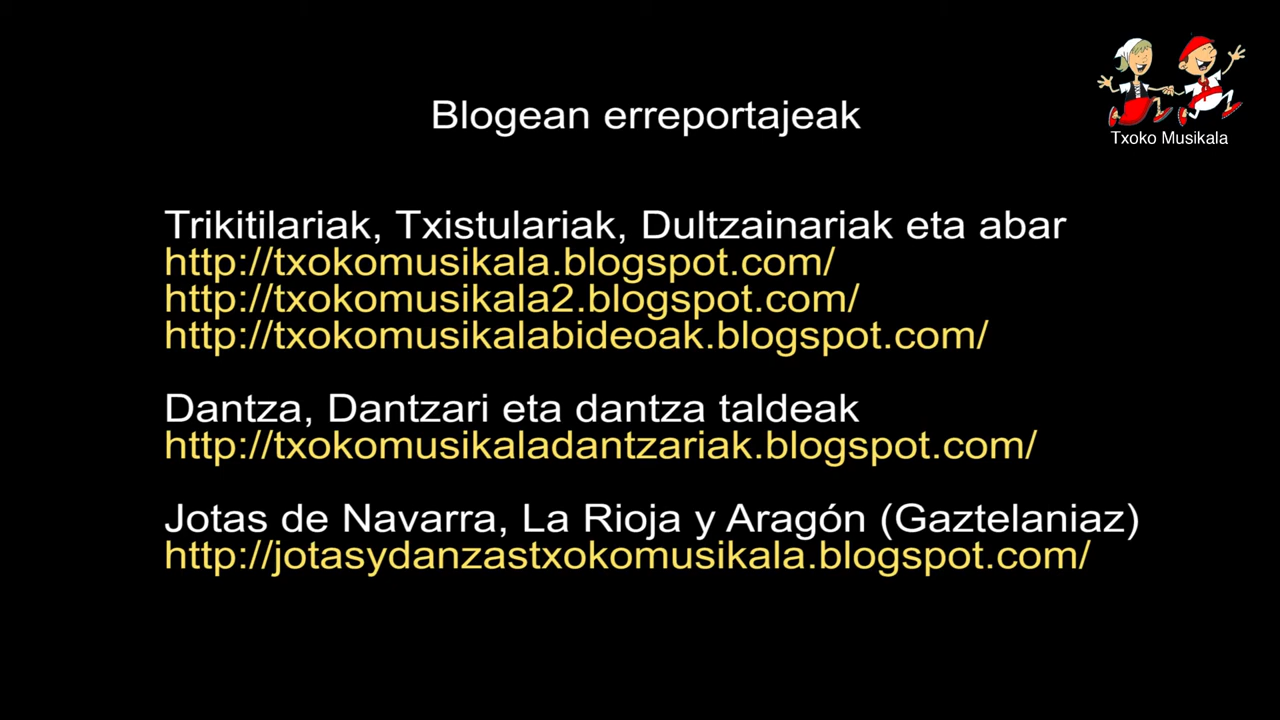 Txoko Musikala
Blogean erreportajeak
Trikitilariak, Txistulariak, Dultzainariak eta abar
http://txokomusikala.blogspot.com/
http://txokomusikala2.blogspot.com/
http://txokomusikalabideoak.blogspot.com/
Dantza, Dantzari eta dantza taldeak
http://txokomusikaladantzariak.blogspot.com/
Jotas de Navarra, La Rioja y Aragón (Gaztelaniaz)
http://jotasydanzastxokomusikala.blogspot.com/